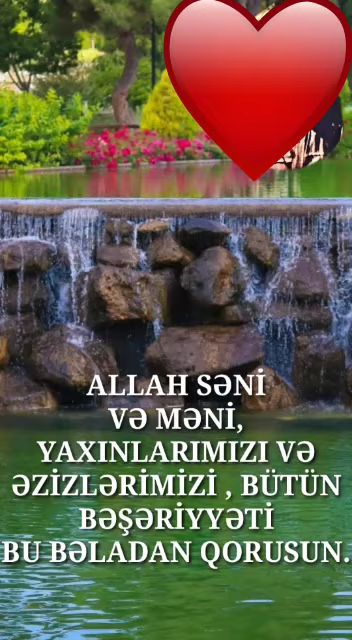 ALLAH SƏNİ
VƏ MƏNİ,
YAXINLARIMIZI VƏ
ƏZİZLƏRİMİZİ , BÜTÜN
BƏŞƏRİYYƏTİ
BU BƏLADAN QORUSUN.